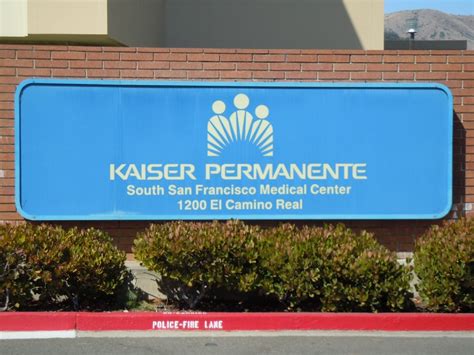 KAISER PERMANENTE
South San Francisco Medical Center
1200 El Camino Real
POLICE-FIRE LANE